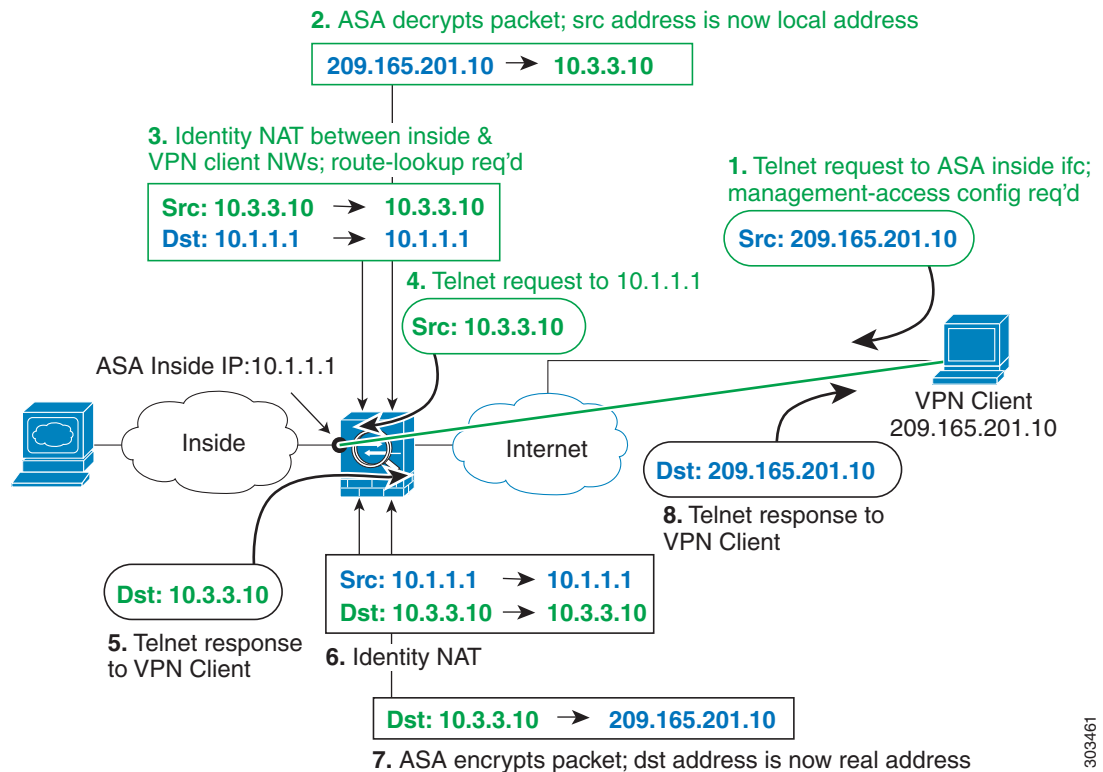 2. ASA decrypts packet; src address is now local address
209.165.201.10 → 10.3.3.10
3. Identity NAT between inside &
VPN client NWs; route-lookup req'd
Src: 10.3.3.10 → 10.3.3.10
Dst: 10.1.1.1 → 10.1.1.1
1. Telnet request to ASA inside ifc;
management-access config req'd
Src: 209.165.201.10
4. Telnet request to 10.1.1.1
Src: 10.3.3.10
ASA Inside IP:10.1.1.1
Inside
Internet
VPN Client
209.165.201.10
Dst: 209.165.201.10
8. Telnet response to
VPN Client
Dst: 10.3.3.10
5. Telnet response
to VPN Client
Src: 10.1.1.1 → 10.1.1.1
Dst: 10.3.3.10 → 10.3.3.10
6. Identity NAT
Dst: 10.3.3.10 → 209.165.201.10
7. ASA encrypts packet; dst address is now real address
303461